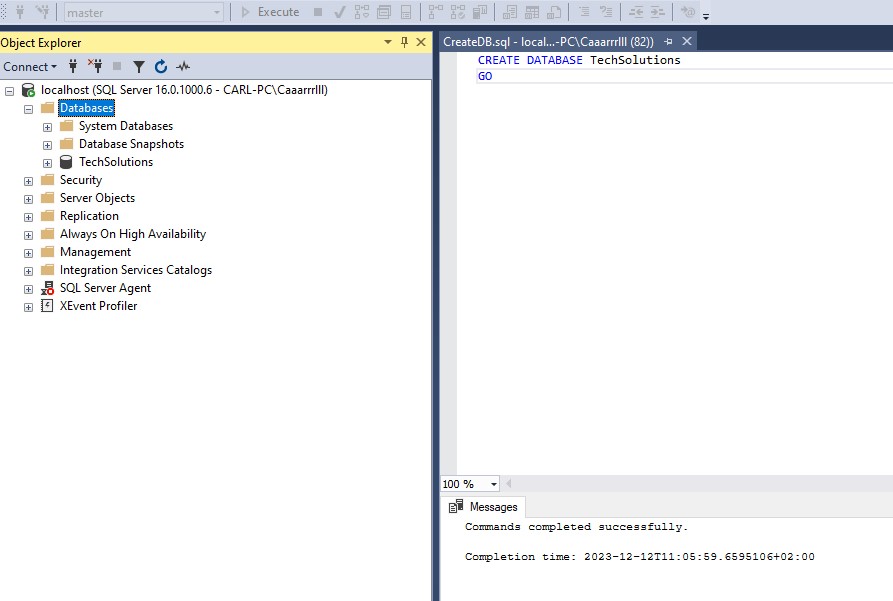 master
Execute
Object Explorer
Connect
localhost (SQL Server 16.0.1000.6 - CARL-PC\Caaarrrlll)
Databases
System Databases
Database Snapshots
TechSolutions
Security
Server Objects
Replication
Always On High Availability
Management
Integration Services Catalogs
SQL Server Agent
XEvent Profiler
CreateDB.sql - local...-PC\Caaarrrlll (82))
CREATE DATABASE TechSolutions
GO
100 %
Messages
Commands completed successfully.
Completion time: 2023-12-12T11:05:59.6595106+02:00